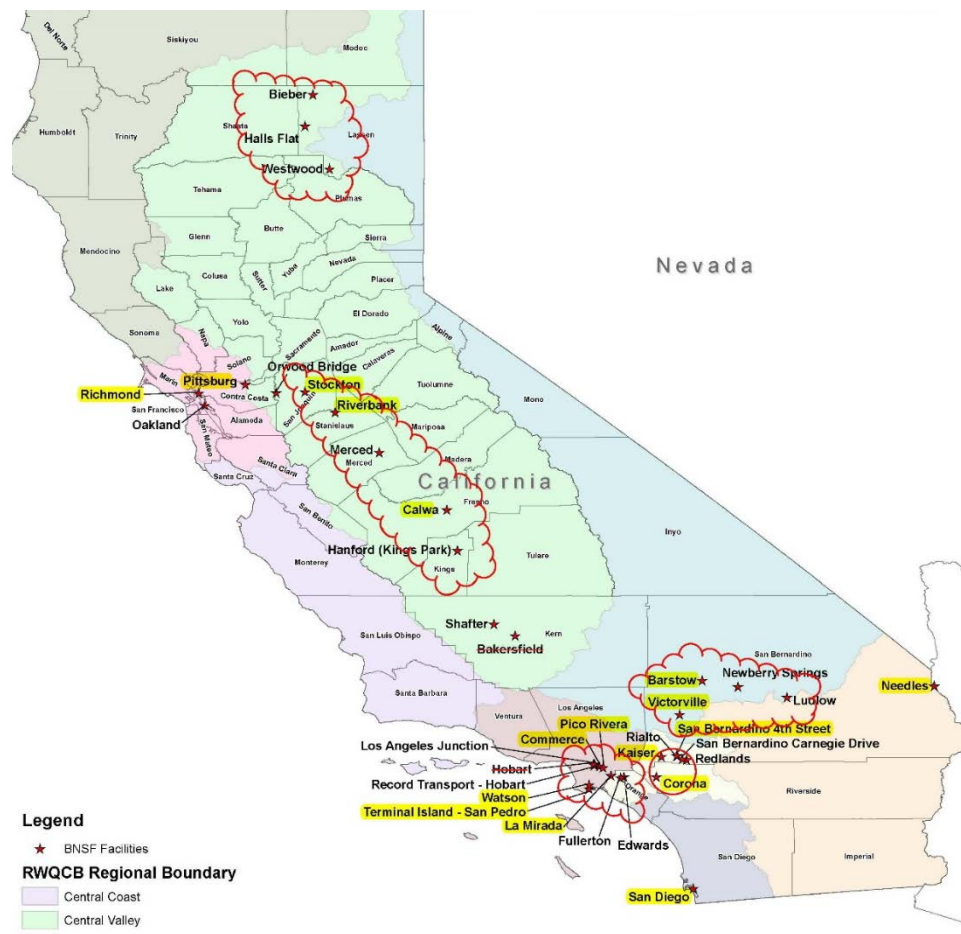 Del Norte
Siskiyou
Modoc
Bieber
Humboldt
Trinity
Shasta
Halls Flat
Lassen
Westwood
Tehama
Plumas
Mendocino
Glenn
Butte
Sierra
Lake
Colusa
Sutter
Yuba
Nevada
Placer
Nevada
Sonoma
Napa
Yolo
El Dorado
Sacramento
Amador
Alpine
Solano
Calaveras
Orwood Bridge
Marin
Pittsburg
Stockton
Tuolumne
Mono
Richmond
Contra Costa
San Joaquin
Riverbank
San Francisco
Oakland
Alameda
Stanislaus
Mariposa
San Mateo
Merced
Merced
Madera
Santa Clara
Santa Cruz
California
Fresno
Calwa
San Benito
Inyo
Hanford (Kings Park)
Tulare
Monterey
Kings
Shafter
Kern
San Luis Obispo
Bakersfield
San Bernardino
Newberry Springs
Barstow
Needles
Santa Barbara
Ludlow
Victorville
Ventura
Los Angeles
Pico Rivera
San Bernardino 4th Street
Commerce
Rialto
San Bernardino Carnegie Drive
Los Angeles Junction
Kaiser
Redlands
Hobart
Record Transport - Hobart
Corona
Orange
Riverside
Watson
Terminal Island - San Pedro
La Mirada
Fullerton
Edwards
San Diego
Imperial
San Diego
Legend
BNSF Facilities
RWQCB Regional Boundary
Central Coast
Central Valley